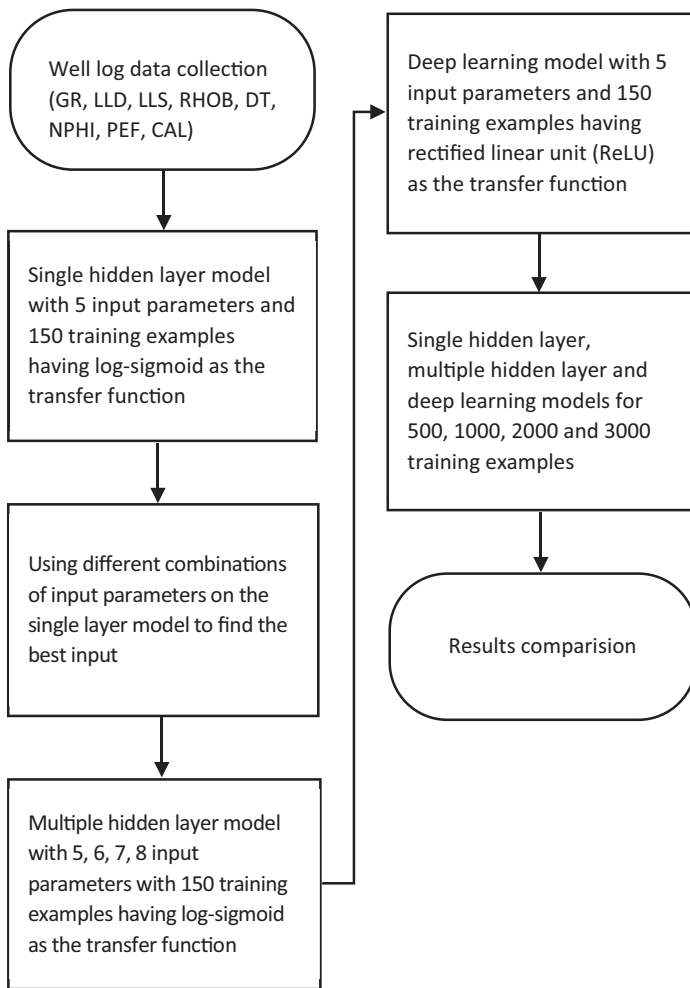 Well log data collection
(GR, LLD, LLS, RHOB, DT,
NPHI, PEF, CAL)
Single hidden layer model
with 5 input parameters and
150 training examples
having log-sigmoid as the
transfer function
Using different combinations
of input parameters on the
single layer model to find the
best input
Multiple hidden layer model
with 5, 6, 7, 8 input
parameters with 150 training
examples having log-sigmoid
as the transfer function
Deep learning model with 5
input parameters and 150
training examples having
rectified linear unit (ReLU)
as the transfer function
Single hidden layer,
multiple hidden layer and
deep learning models for
500, 1000, 2000 and 3000
training examples
Results comparision